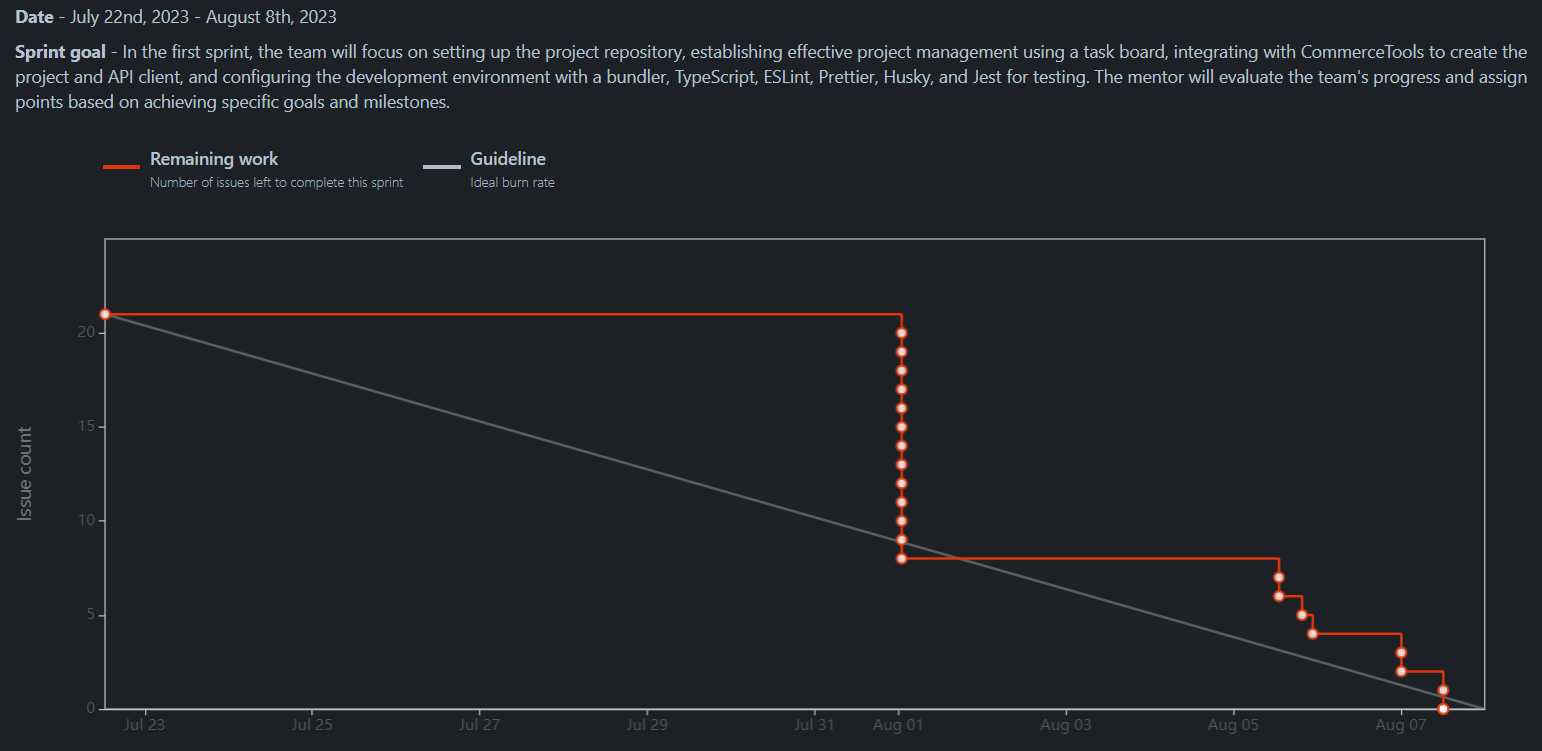 Date - July 22nd, 2023 - August 8th, 2023
Sprint goal - In the first sprint, the team will focus on setting up the project repository, establishing effective project management using a task board, integrating with CommerceTools to create the
project and API client, and configuring the development environment with a bundler, TypeScript, ESLint, Prettier, Husky, and Jest for testing. The mentor will evaluate the team's progress and assign
points based on achieving specific goals and milestones.
Remaining work
Number of issues left to complete this sprint
Guideline
Ideal burn rate
Issue count
20
15
10
5
0
Jul 23 Jul 25 Jul 27 Jul 29 Jul 31 Aug 01 Aug 03 Aug 05 Aug 07